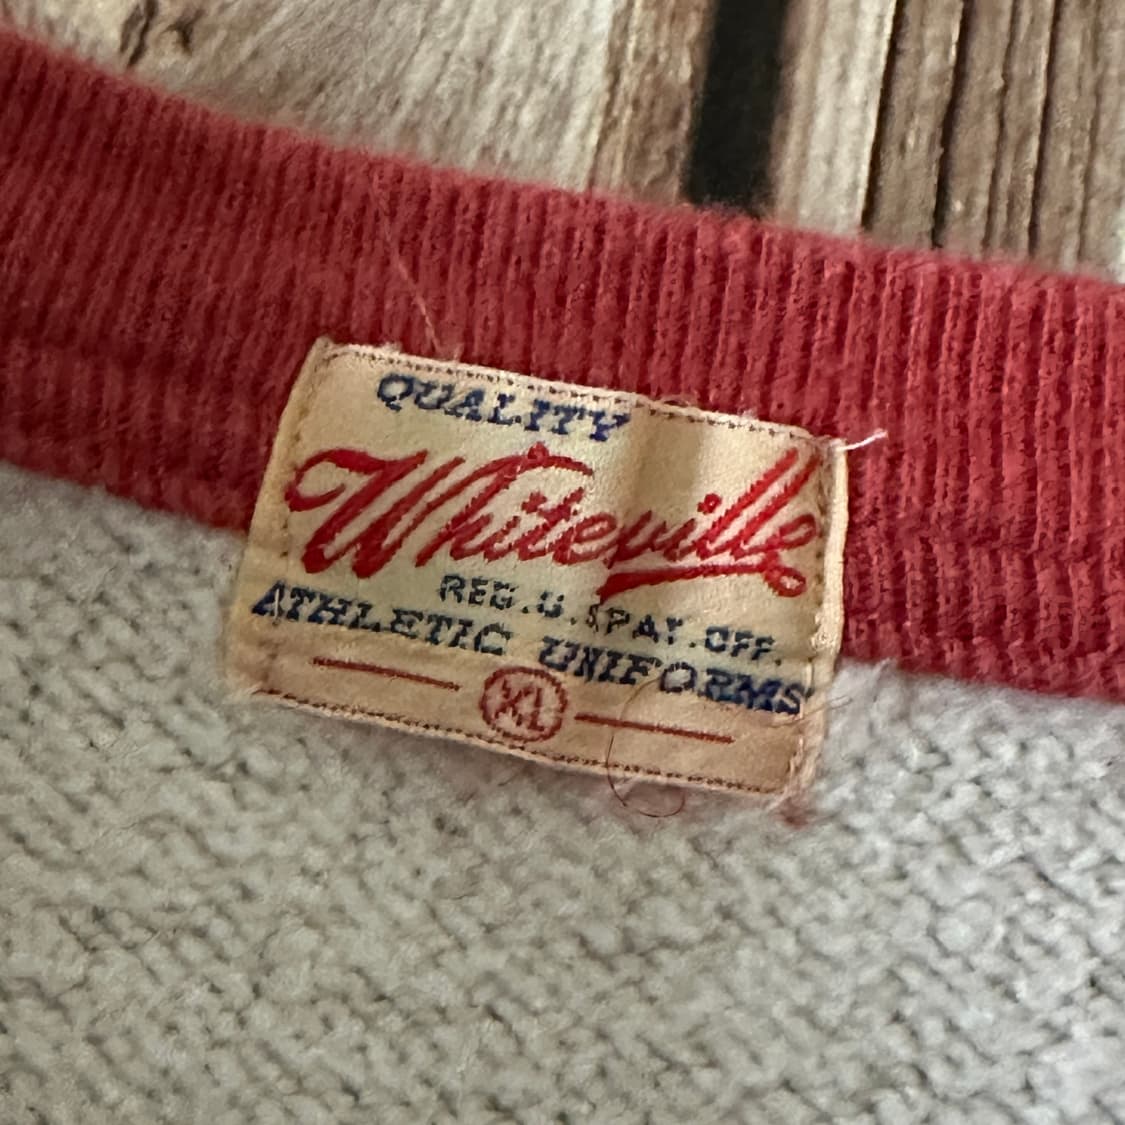 QUALITY
Whiteville
REG.U.S.PAT.OFF.
ATHLETIC UNIFORMS
XL